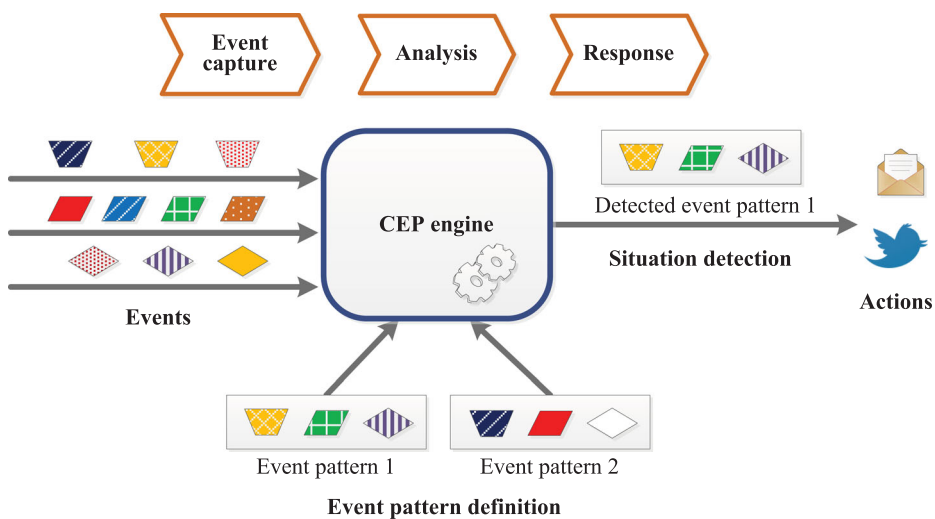 Event
capture
Analysis
Response
CEP engine
Detected event pattern 1
Situation detection
Actions
Events
Event pattern 1
Event pattern 2
Event pattern definition